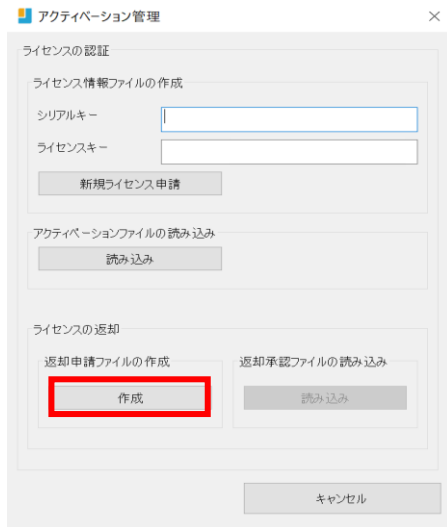 アクティベーション管理
ライセンスの認証
ライセンス情報ファイルの作成
シリアルキー
ライセンスキー
新規ライセンス申請
アクティベーションファイルの読み込み
読み込み
ライセンスの返却
返却申請ファイルの作成
返却承認ファイルの読み込み
作成
読み込み
キャンセル